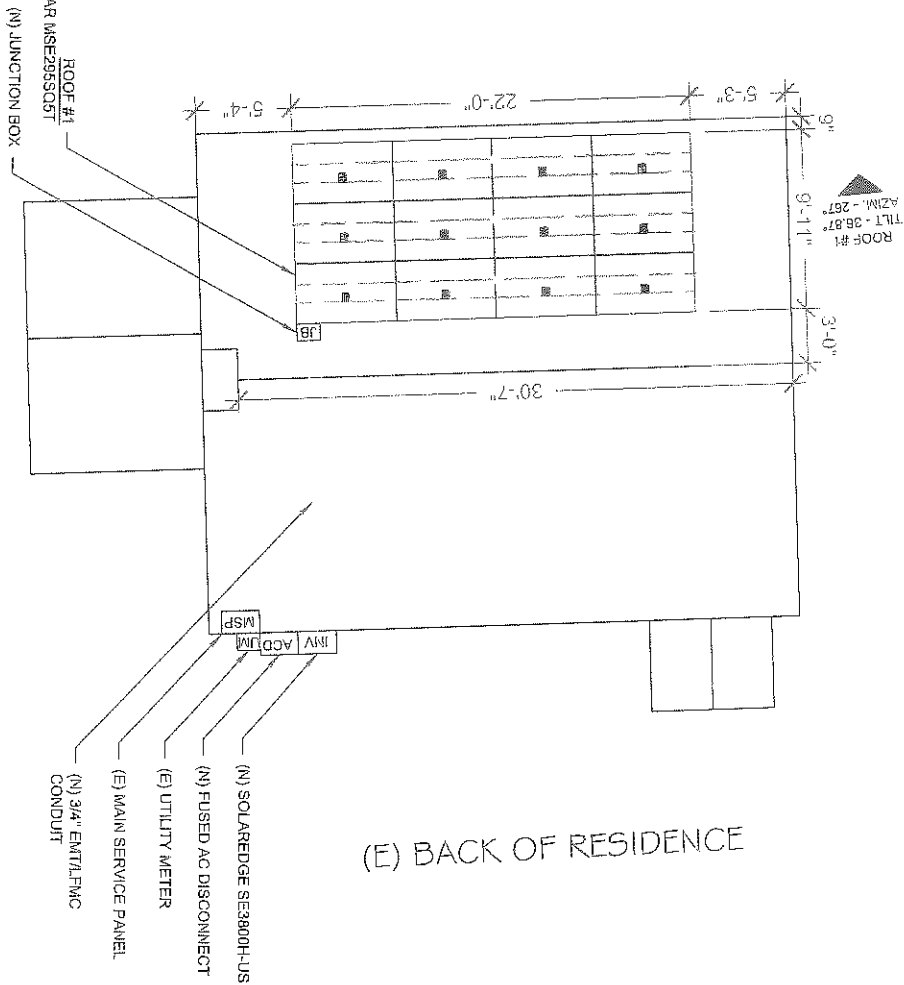 ROOF #1
TILT - 36.87°
AZIM. - 267°
9"
9'-11"
3'-0"
5'-3"
22'-0"
5'-4"
30'-7"
ROOF #1
AR MSE295SQ5T
(N) JUNCTION BOX
JB
MSP
UM
ACD
INV
(N) SOLAREDGE SE3800H-US
(N) FUSED AC DISCONNECT
(E) UTILITY METER
(E) MAIN SERVICE PANEL
(N) 3/4" EMT/LFMC
CONDUIT
(E) BACK OF RESIDENCE